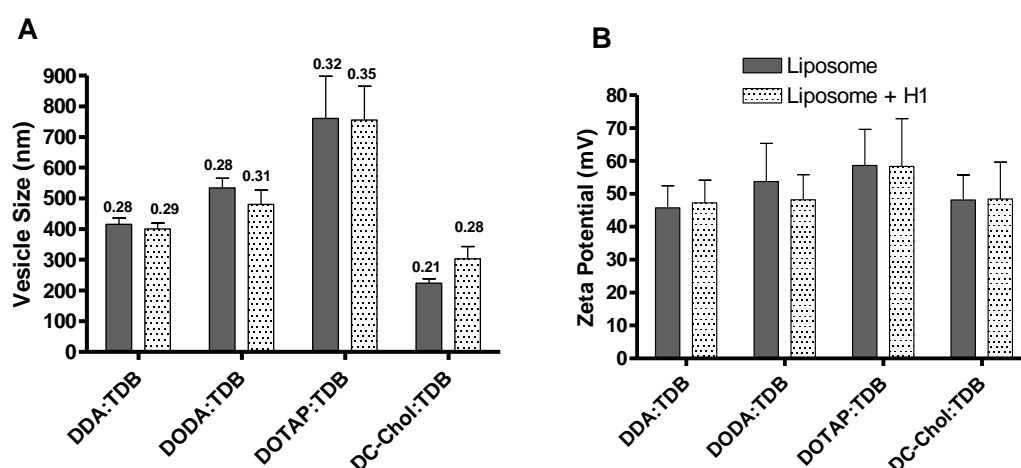 A
Vesicle Size (nm)
900
800
700
600
500
400
300
200
100
0
0.28
0.29
0.28
0.31
0.32
0.35
0.21
0.28
DDA:TDB
DODA:TDB
DOTAP:TDB
DC-Chol:TDB
B
Liposome
Liposome + H1
Zeta Potential (mV)
80
70
60
50
40
30
20
10
0
DDA:TDB
DODA:TDB
DOTAP:TDB
DC-Chol:TDB